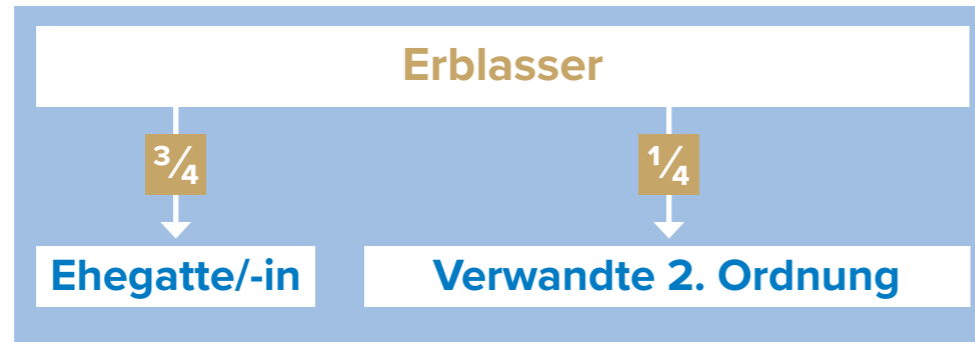 Erblasser
¾ ¼
Ehegatte/-in Verwandte 2. Ordnung